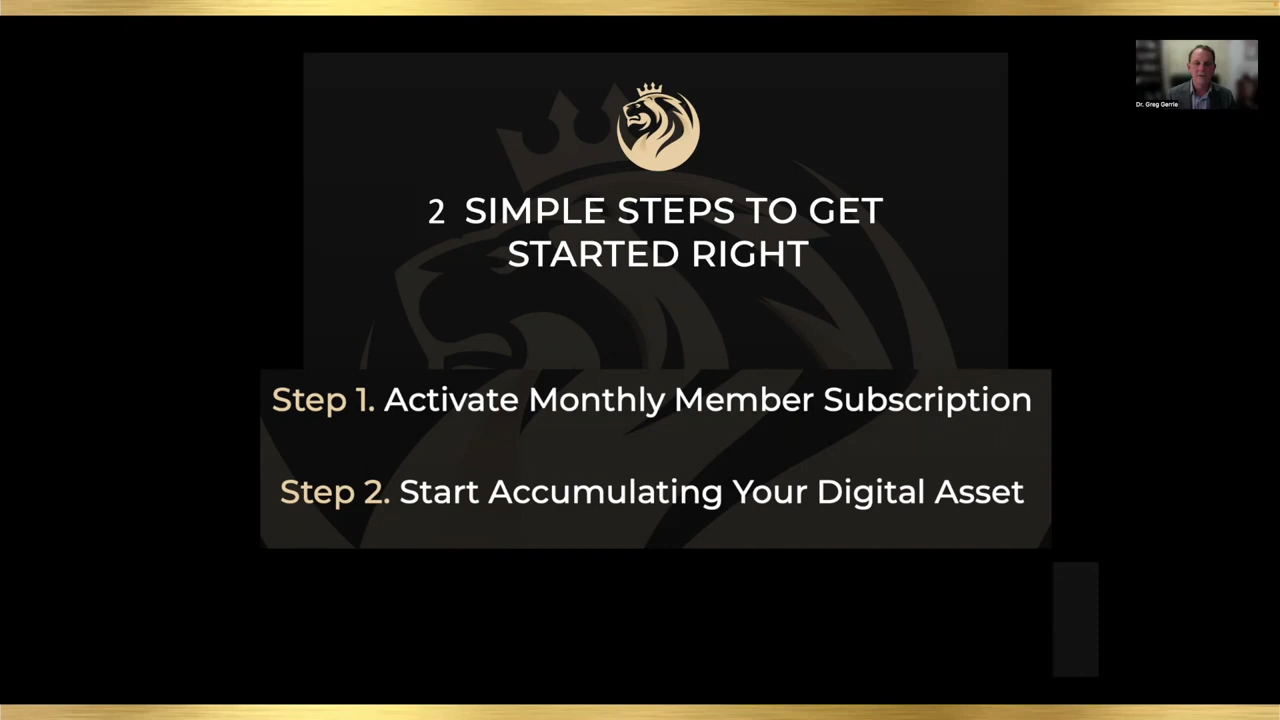 Dr. Greg Gerrie
2 SIMPLE STEPS TO GET
STARTED RIGHT
Step 1. Activate Monthly Member Subscription
Step 2. Start Accumulating Your Digital Asset